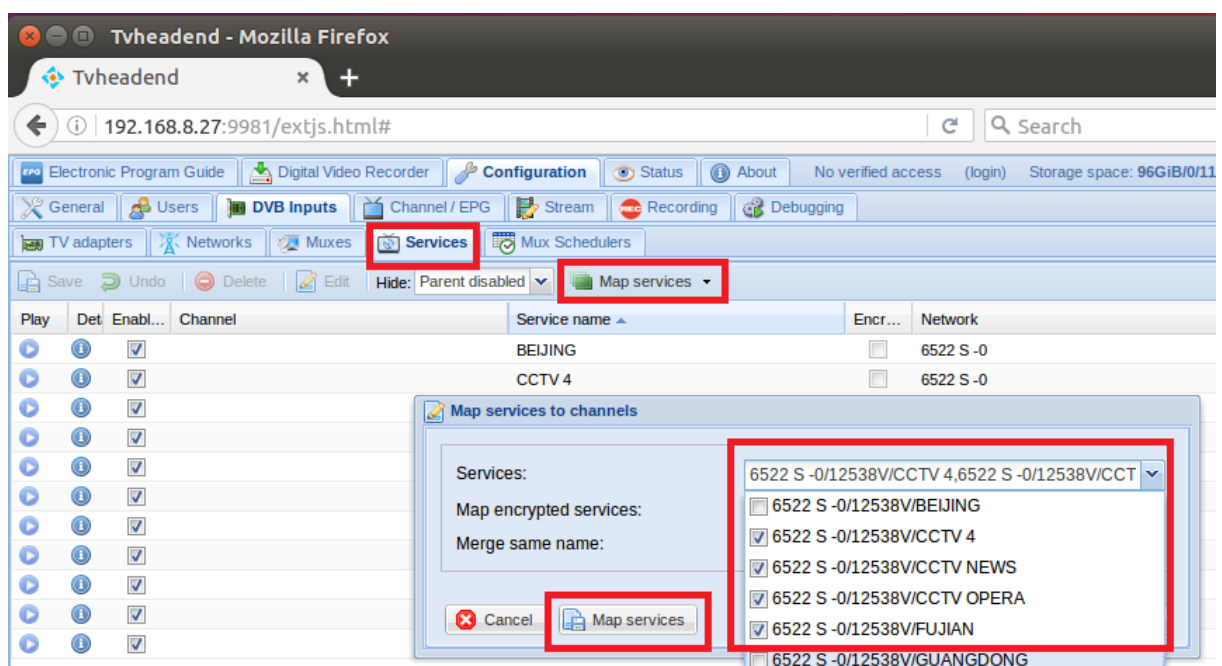 Tvheadend - Mozilla Firefox
Tvheadend
192.168.8.27:9981/extjs.html#
Search
EPG Electronic Program Guide Digital Video Recorder Configuration Status About No verified access (login) Storage space: 96GiB/0/11
General Users DVB Inputs Channel / EPG Stream REC Recording Debugging
TV adapters Networks Muxes Services Mux Schedulers
Save Undo Delete Edit Hide: Parent disabled Map services
Play Det Enabl... Channel Service name Encr... Network
BEIJING 6522 S -0
CCTV 4 6522 S -0
Map services to channels
Services: 6522 S -0/12538V/CCTV 4,6522 S -0/12538V/CCT
6522 S -0/12538V/BEIJING
Map encrypted services:
6522 S -0/12538V/CCTV 4
Merge same name:
6522 S -0/12538V/CCTV NEWS
6522 S -0/12538V/CCTV OPERA
Cancel Map services
6522 S -0/12538V/FUJIAN
6522 S -0/12538V/GUANGDONG